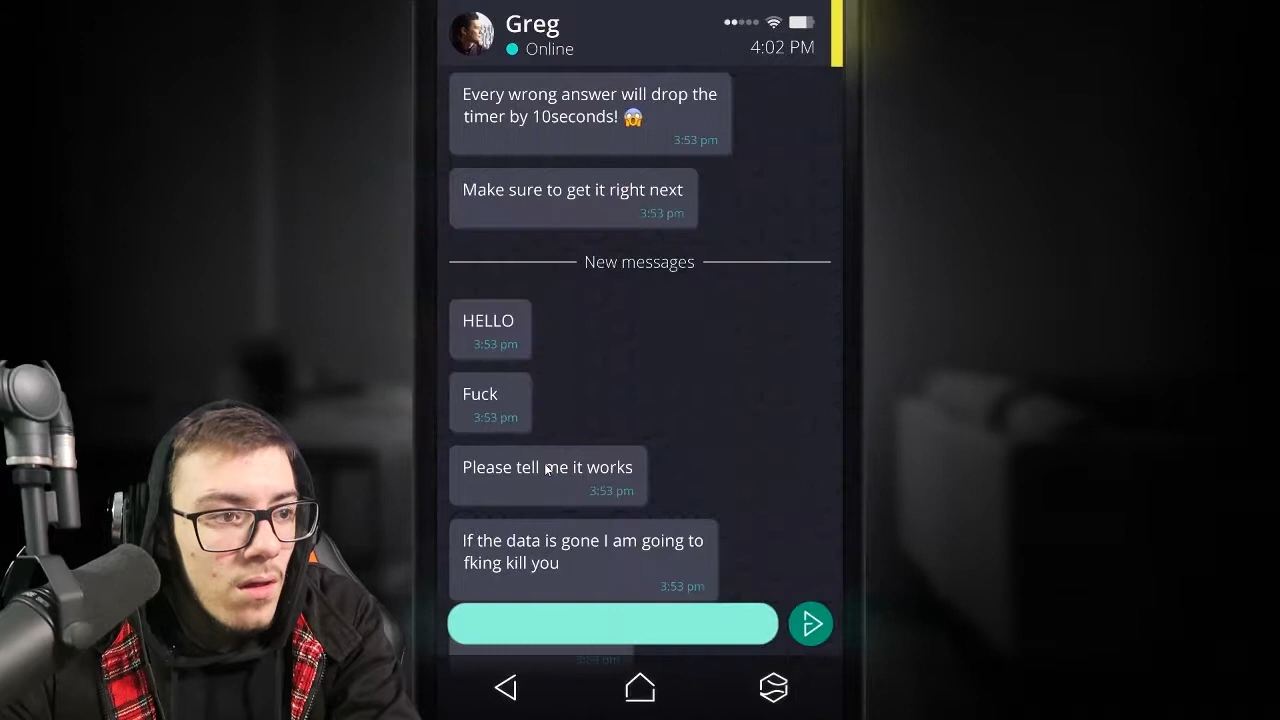 Greg
Online
4:02 PM
Every wrong answer will drop the
timer by 10seconds! 😱
3:53 pm
Make sure to get it right next
3:53 pm
New messages
HELLO
3:53 pm
Fuck
3:53 pm
Please tell me it works
3:53 pm
If the data is gone I am going to
fking kill you
3:53 pm